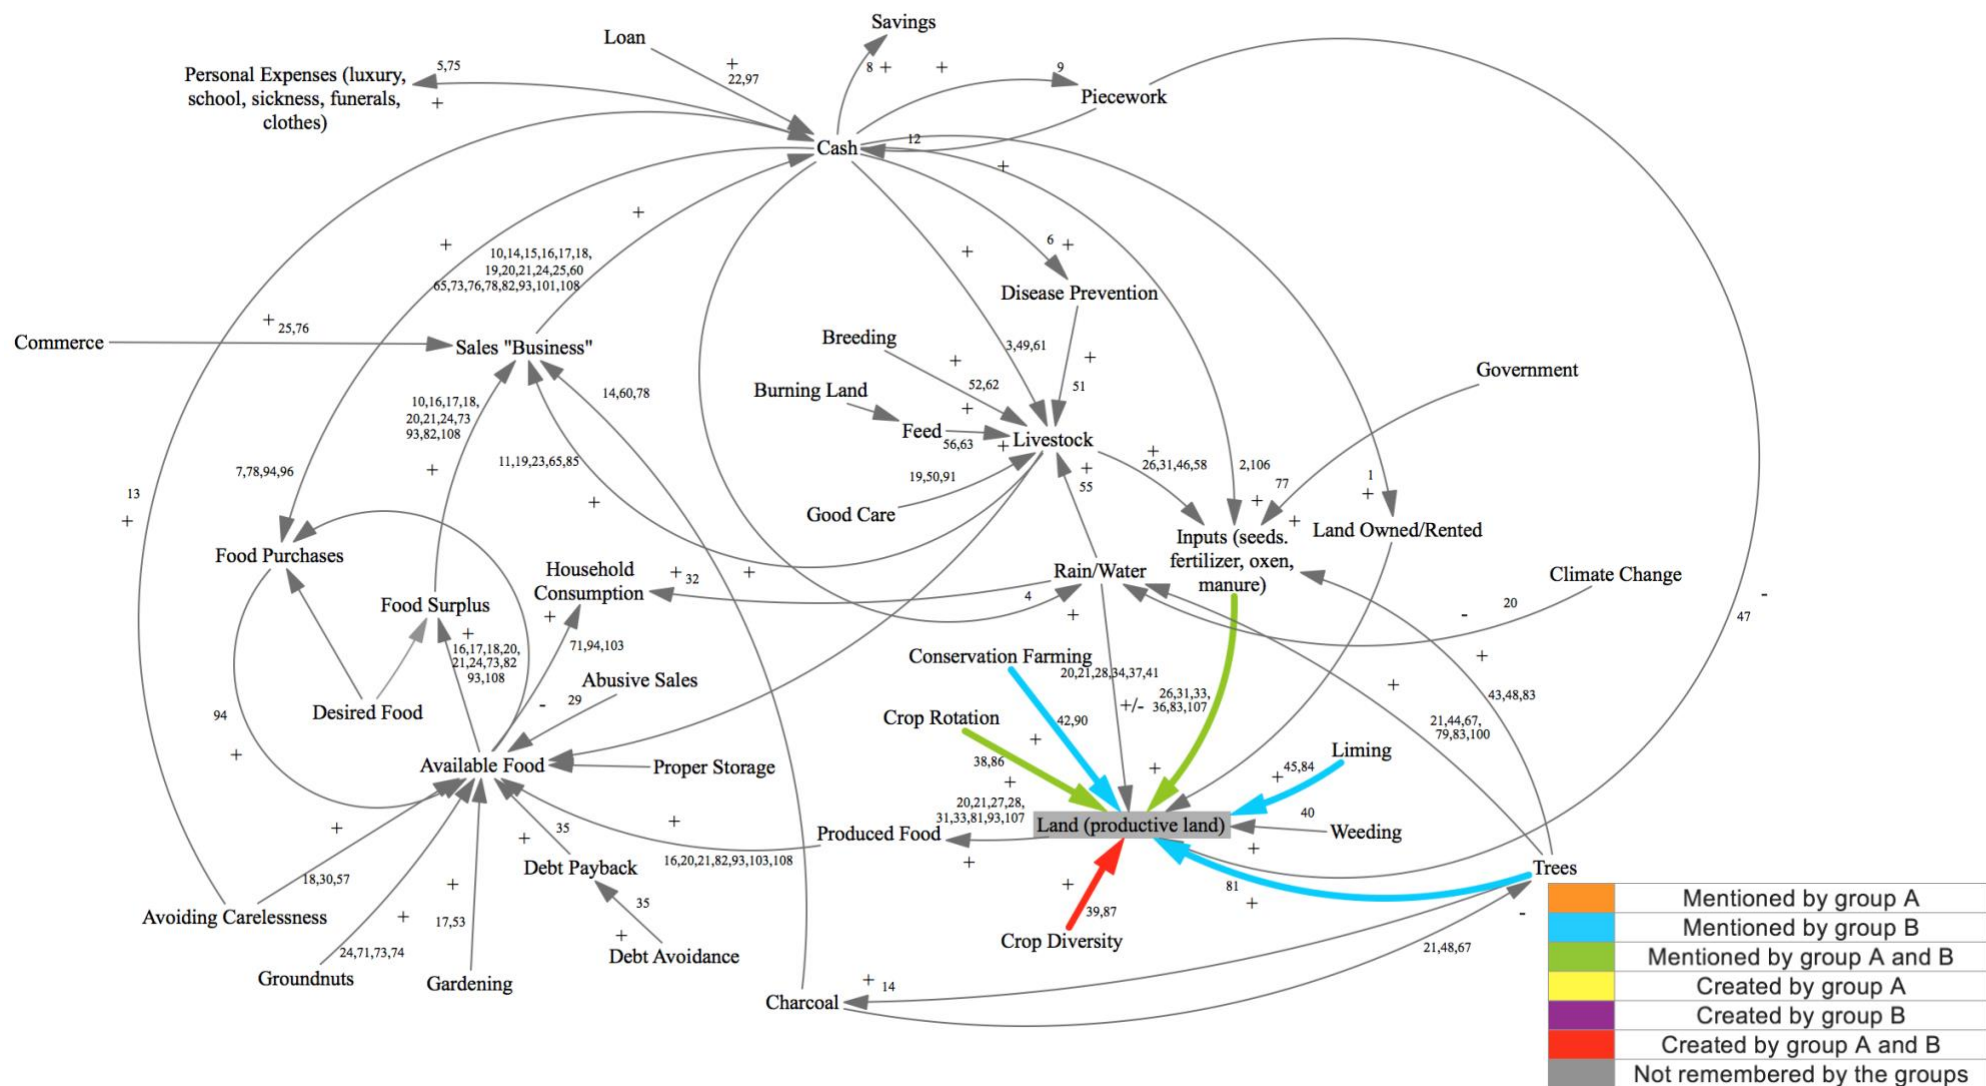 Savings
Loan
+
22,97
8 +
+
9
5,75
+
Personal Expenses (luxury,
school, sickness, funerals,
clothes)
Piecework
Cash
12
+
+
+
10,14,15,16,17,18,
19,20,21,24,25,60
65,73,76,78,82,93,101,108
+
6 +
Disease Prevention
Commerce
+
25,76
Sales "Business"
Breeding
+
52,62
3,49,61
+
51
Government
Burning Land
+
Feed
56,63
+
Livestock
14,60,78
10,16,17,18,
20,21,24,73
93,82,108
+
11,19,23,65,85
+
7,78,94,96
13
+
19,50,91
Good Care
+
55
+
26,31,46,58
2,106
+
77
+
1
+
Land Owned/Rented
Inputs (seeds.
fertilizer, oxen,
manure)
Food Purchases
Household
Consumption
+
32
+
Rain/Water
4
+
Climate Change
20
-
-
47
Food Surplus
+
16,17,18,20,
21,24,73,82
93,108
+
71,94,103
Abusive Sales
29
-
Desired Food
94
+
Conservation Farming
20,21,28,34,37,41
+/-
26,31,33,
36,83,107
42,90
+
Crop Rotation
38,86
+
+
+
43,48,83
+
21,44,67,
79,83,100
Liming
+
45,84
Available Food
Proper Storage
+
20,21,27,28,
31,33,81,93,107
Produced Food
+
Land (productive land)
40
Weeding
+
16,20,21,82,93,103,108
35
+
Debt Payback
+
18,30,57
Avoiding Carelessness
+
24,71,73,74
Groundnuts
+
17,53
Gardening
35
+
Debt Avoidance
+
39,87
Crop Diversity
81
+
Trees
-
21,48,67
Charcoal
+
14
Mentioned by group A
Mentioned by group B
Mentioned by group A and B
Created by group A
Created by group B
Created by group A and B
Not remembered by the groups